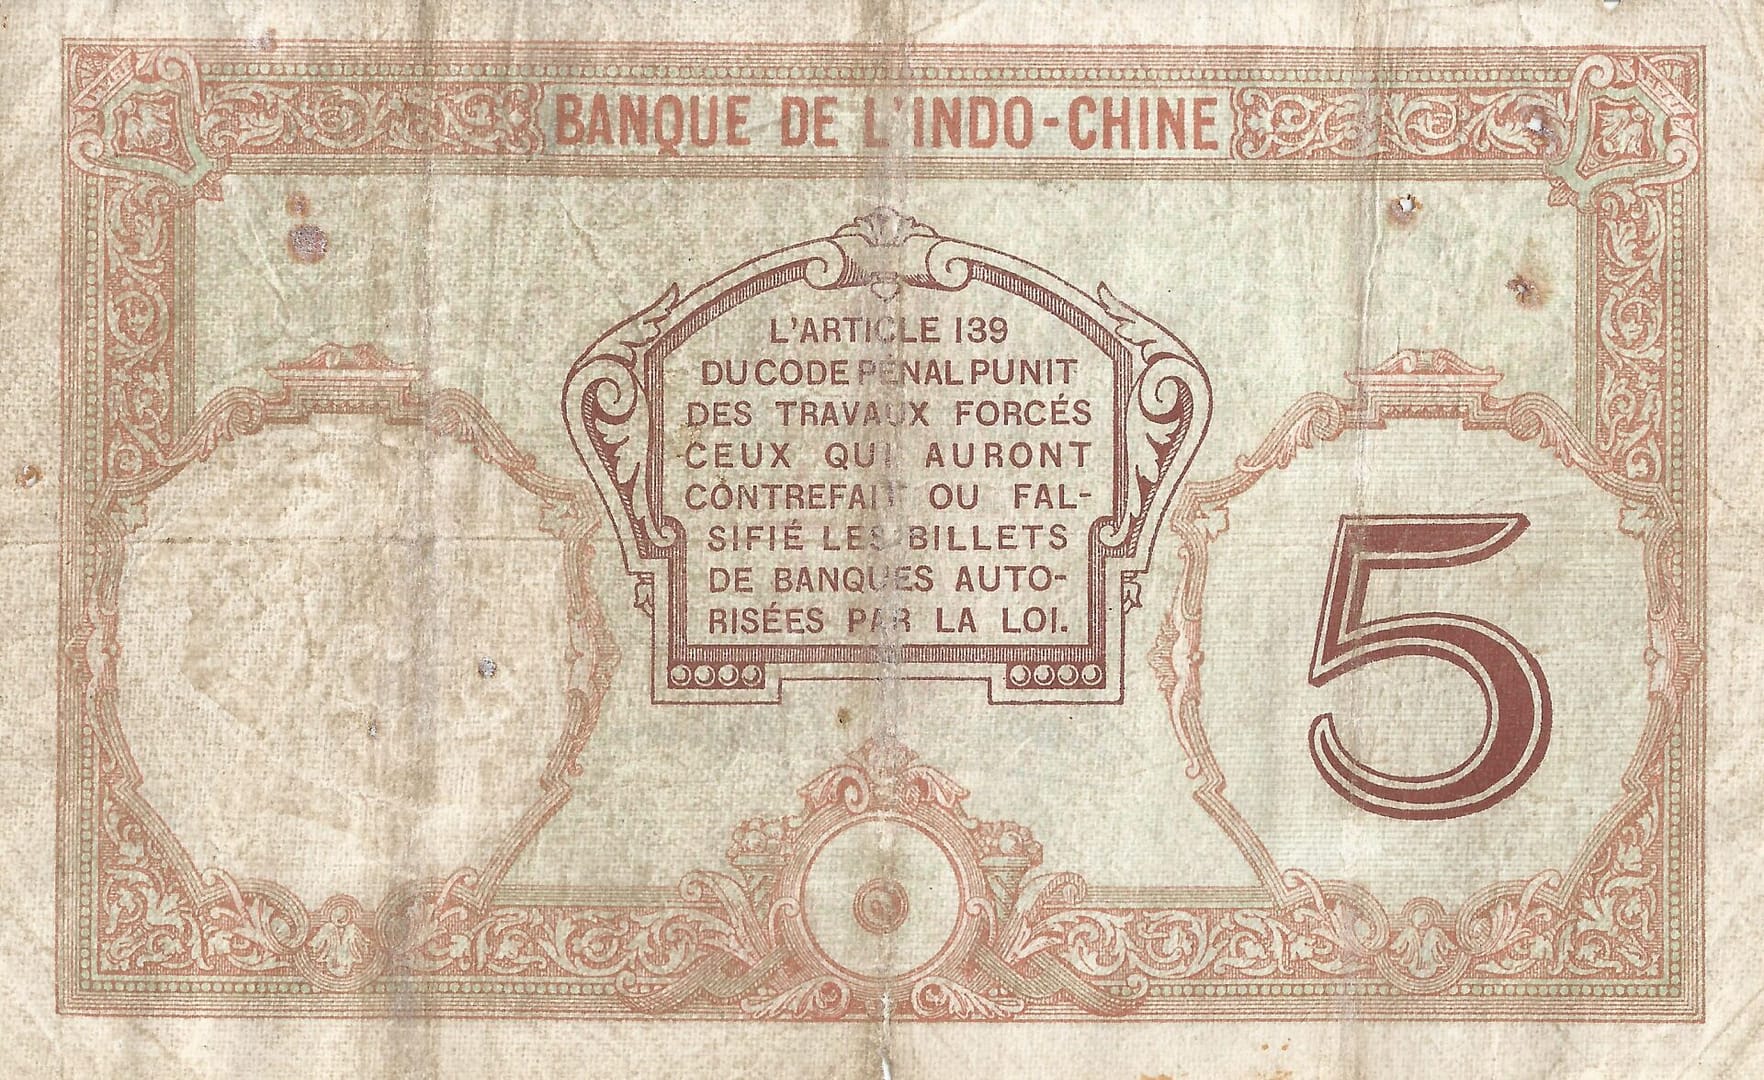 BANQUE DE L'INDO-CHINE
L'ARTICLE 139
DU CODE PÉNAL PUNIT
DES TRAVAUX FORCÉS
CEUX QUI AURONT
CONTREFAIT OU FAL-
SIFIÉ LES BILLETS
DE BANQUES AUTO-
RISÉES PAR LA LOI.
5